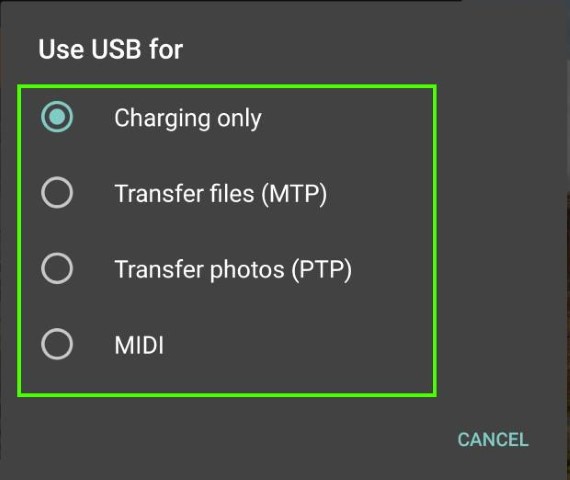 Use USB for
Charging only
Transfer files (MTP)
Transfer photos (PTP)
MIDI
CANCEL